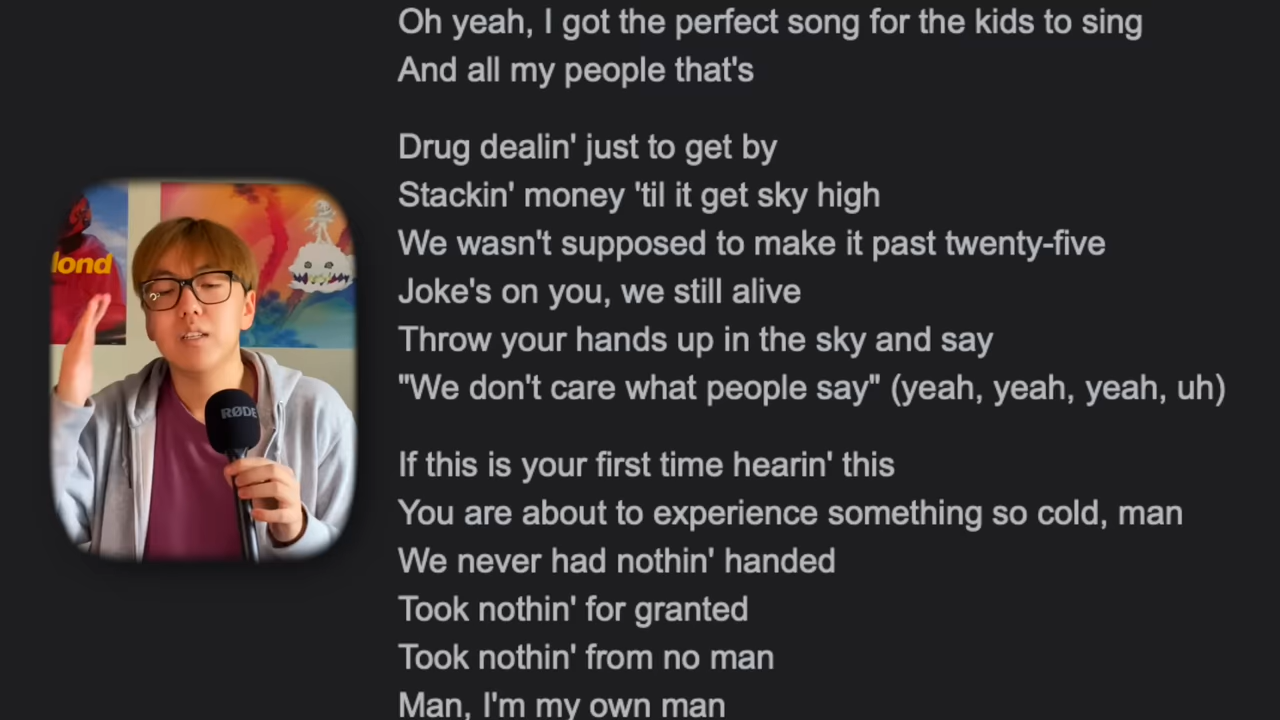 Oh yeah, I got the perfect song for the kids to sing
And all my people that's
Drug dealin' just to get by
Stackin' money 'til it get sky high
We wasn't supposed to make it past twenty-five
Joke's on you, we still alive
Throw your hands up in the sky and say
"We don't care what people say" (yeah, yeah, yeah, uh)
If this is your first time hearin' this
You are about to experience something so cold, man
We never had nothin' handed
Took nothin' for granted
Took nothin' from no man
Man, I'm my own man
lond
RØDE